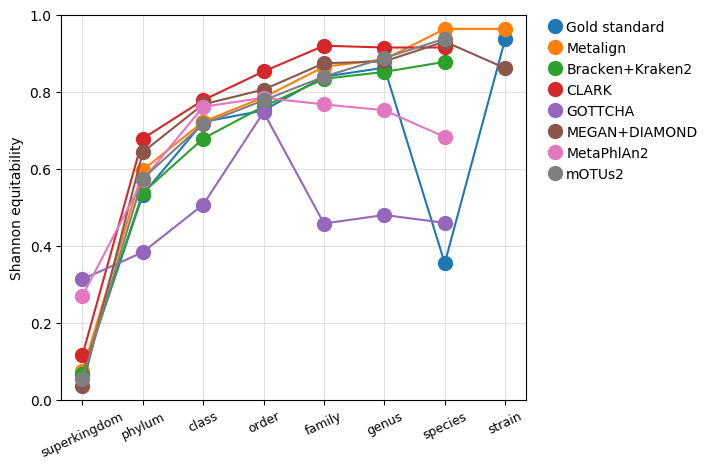 1.0
0.8
0.6
0.4
0.2
0.0
Shannon equitability
superkingdom
phylum
class
order
family
genus
species
strain
Gold standard
Metalign
Bracken+Kraken2
CLARK
GOTTCHA
MEGAN+DIAMOND
MetaPhlAn2
mOTUs2